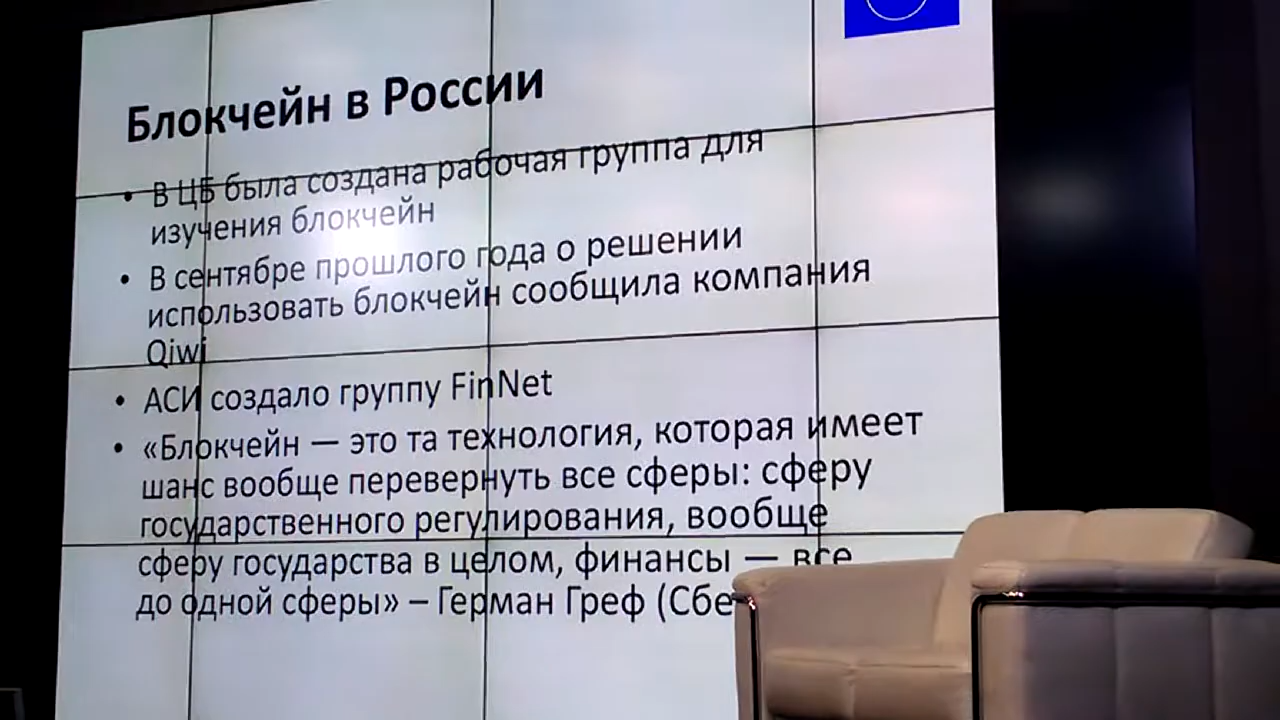 Блокчейн в России
• В ЦБ была создана рабочая группа для
изучения блокчейн
• В сентябре прошлого года о решении
использовать блокчейн сообщила компания
Qiwi
• АСИ создало группу FinNet
• «Блокчейн — это та технология, которая имеет
шанс вообще перевернуть все сферы: сферу
государственного регулирования, вообще
сферу государства в целом, финансы — все
до одной сферы» – Герман Греф (Сбе